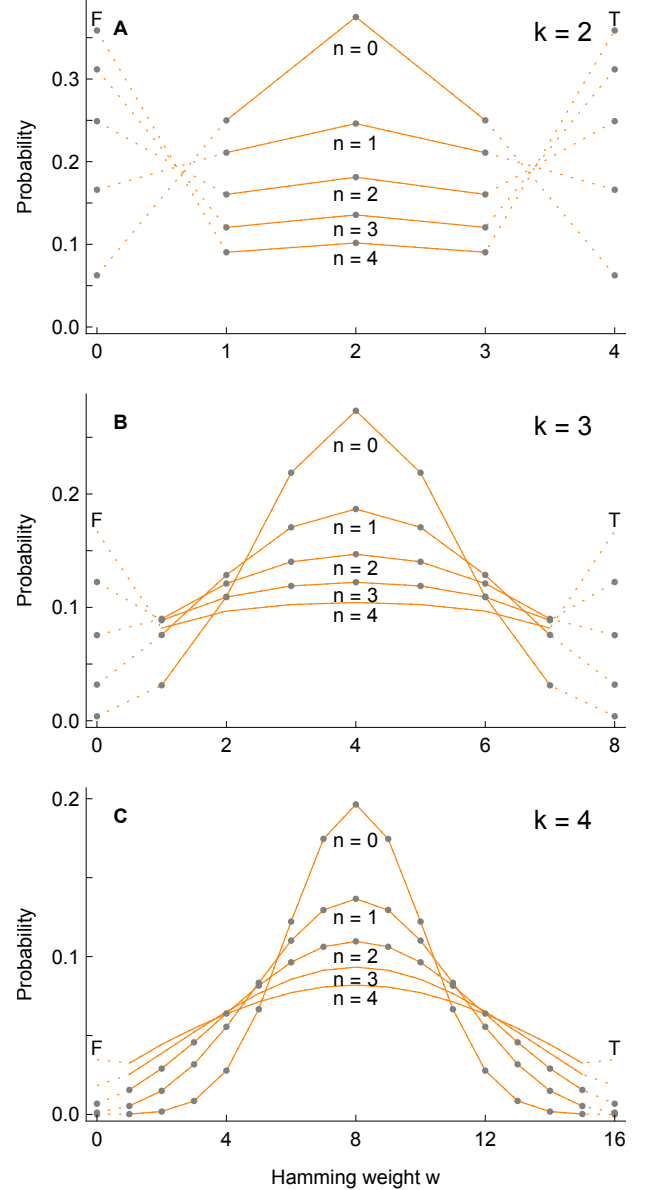 F
A
T
k = 2
n = 0
n = 1
n = 2
n = 3
n = 4
0.3
0.2
0.1
0.0
Probability
0 1 2 3 4
B
k = 3
n = 0
n = 1
n = 2
n = 3
n = 4
F
T
0.2
0.1
0.0
Probability
0 2 4 6 8
C
k = 4
n = 0
n = 1
n = 2
n = 3
n = 4
F
T
0.2
0.1
0.0
Probability
0 4 8 12 16
Hamming weight w